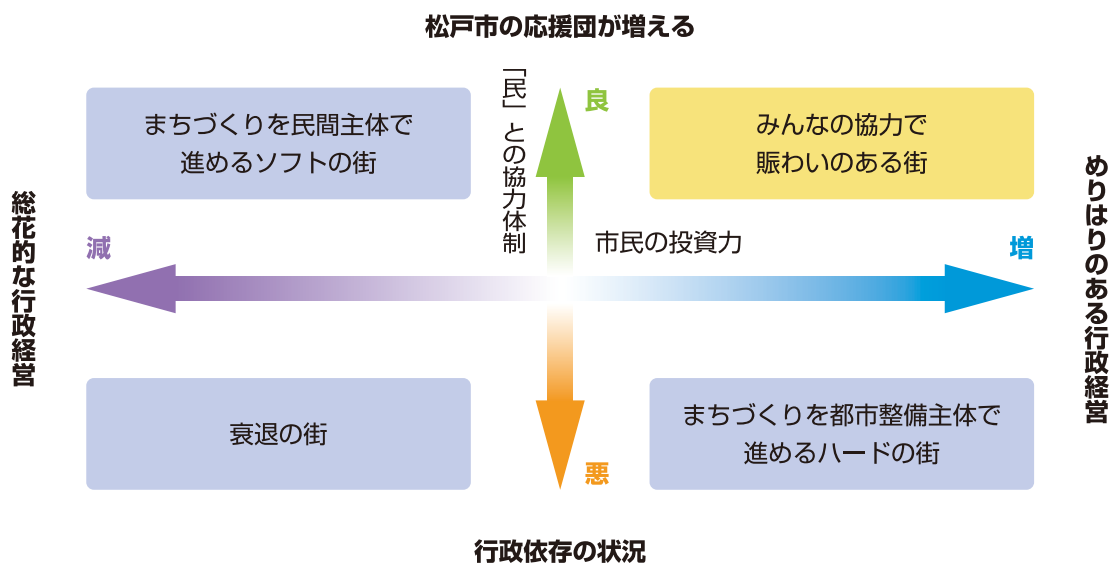 松戸市の応援団が増える
「民」との協力体制
良
まちづくりを民間主体で
進めるソフトの街
みんなの協力で
賑わいのある街
総花的な行政経営
めりはりのある行政経営
市民の投資力
減
増
衰退の街
まちづくりを都市整備主体で
進めるハードの街
悪
行政依存の状況